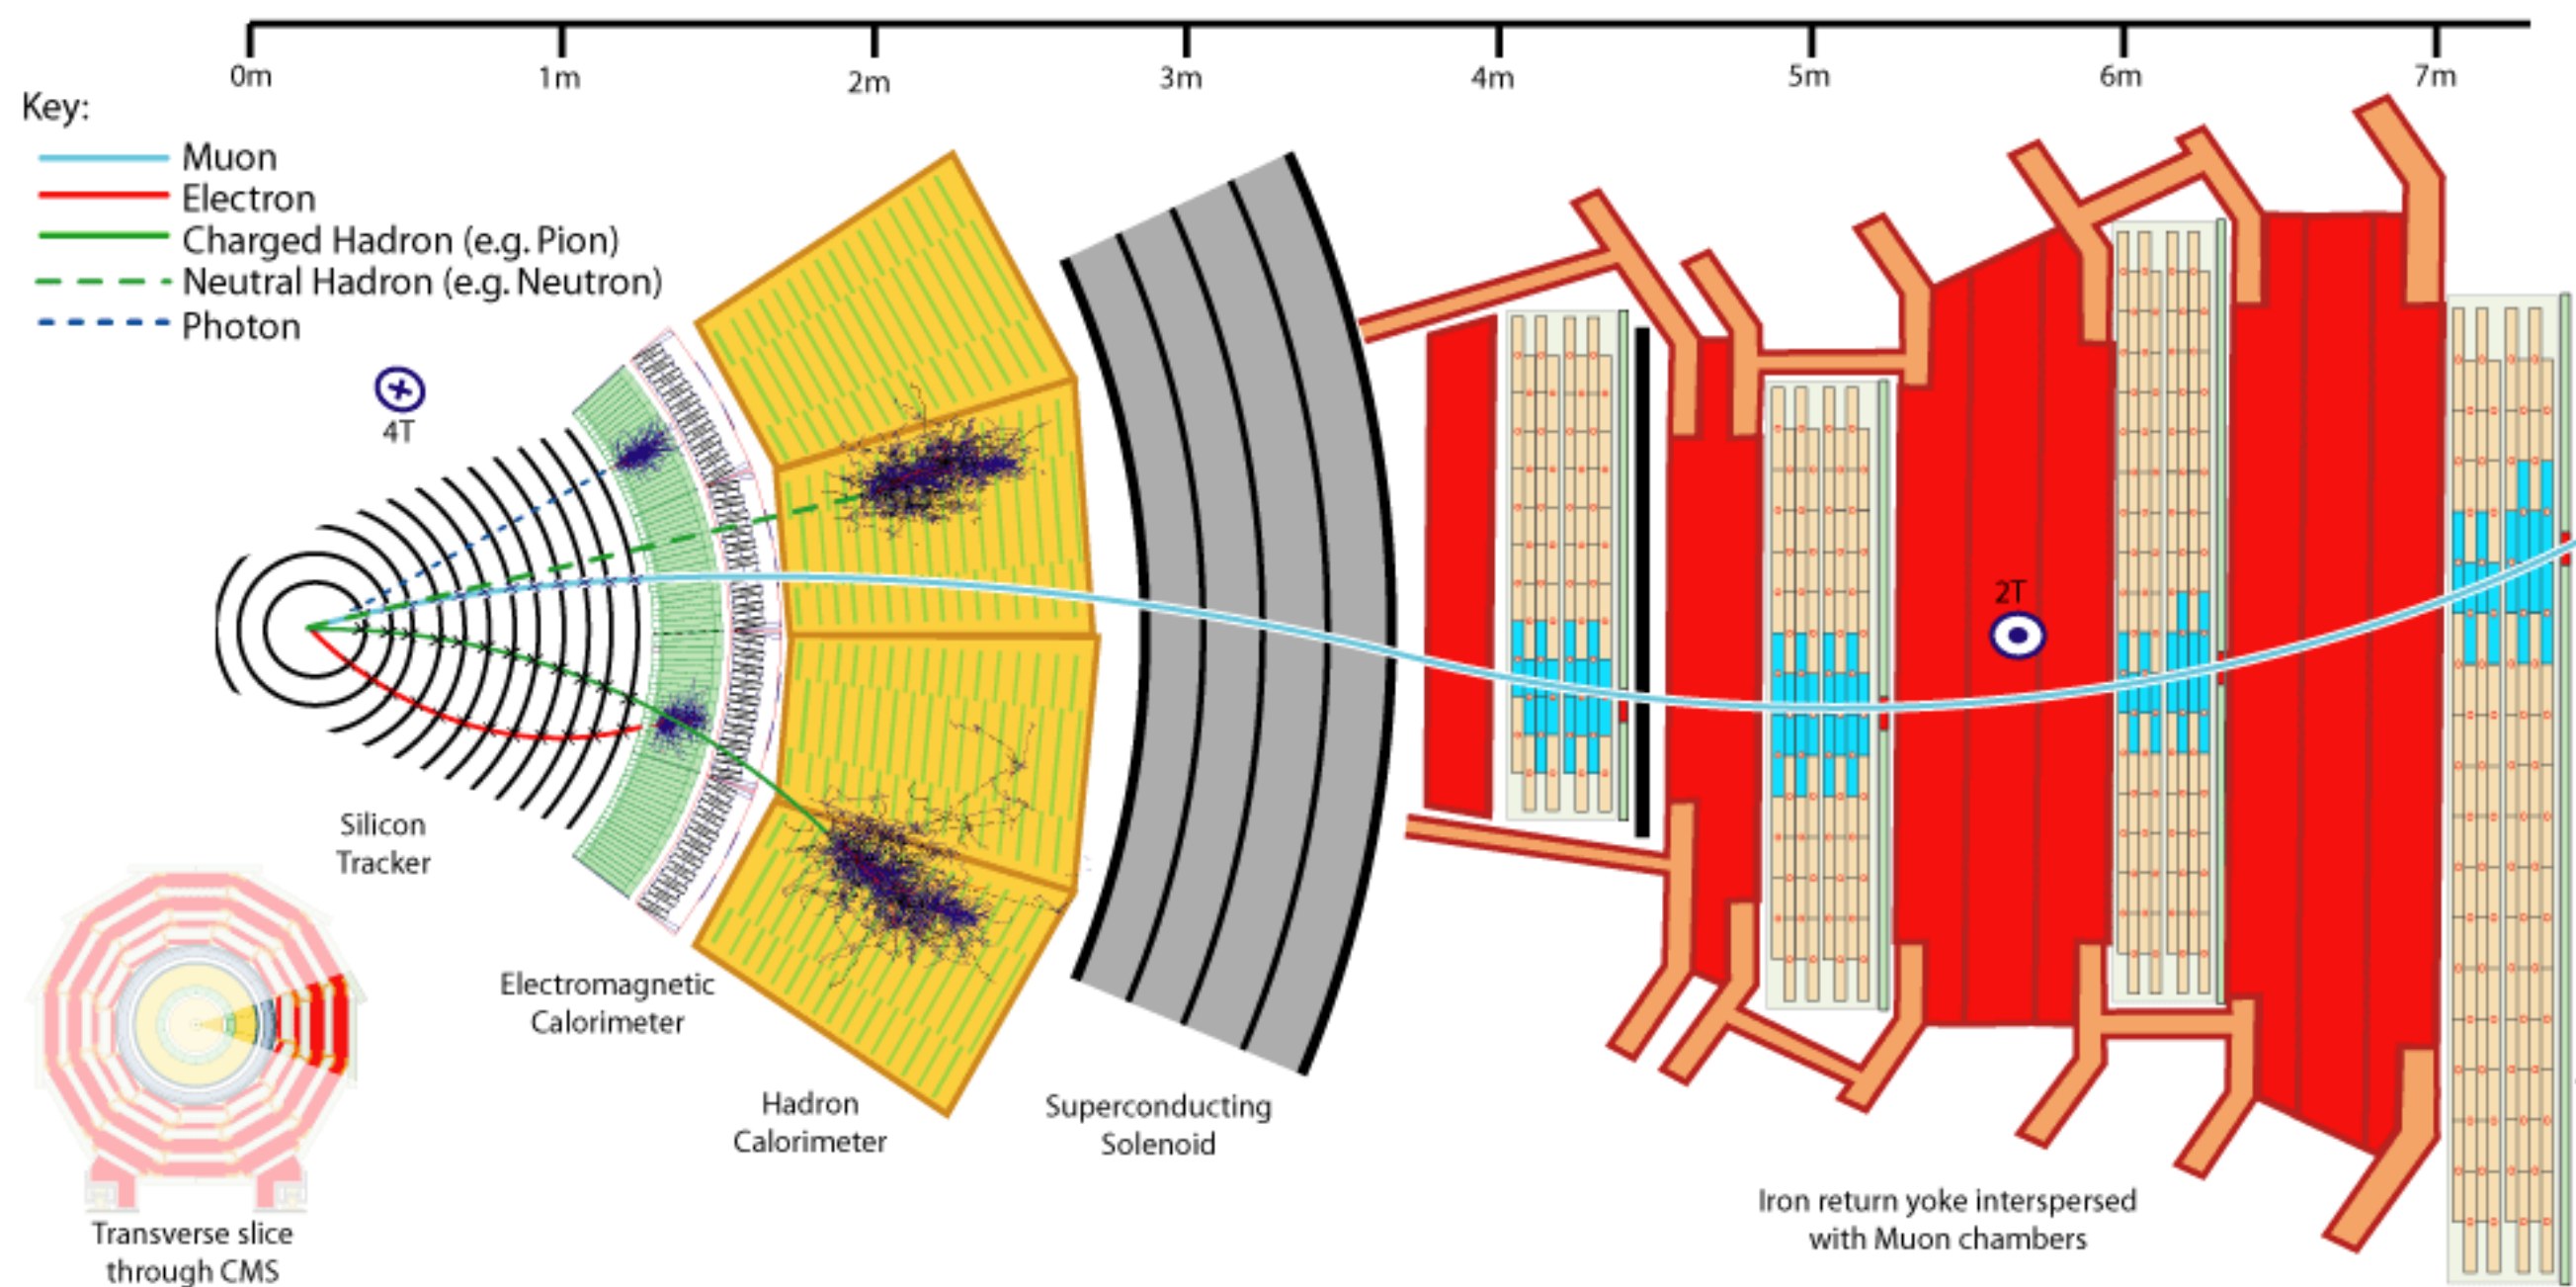 0m 1m 2m 3m 4m 5m 6m 7m
Key:
Muon
Electron
Charged Hadron (e.g. Pion)
Neutral Hadron (e.g. Neutron)
Photon
4T
2T
Silicon
Tracker
Electromagnetic
Calorimeter
Hadron
Calorimeter
Superconducting
Solenoid
Iron return yoke interspersed
with Muon chambers
Transverse slice
through CMS